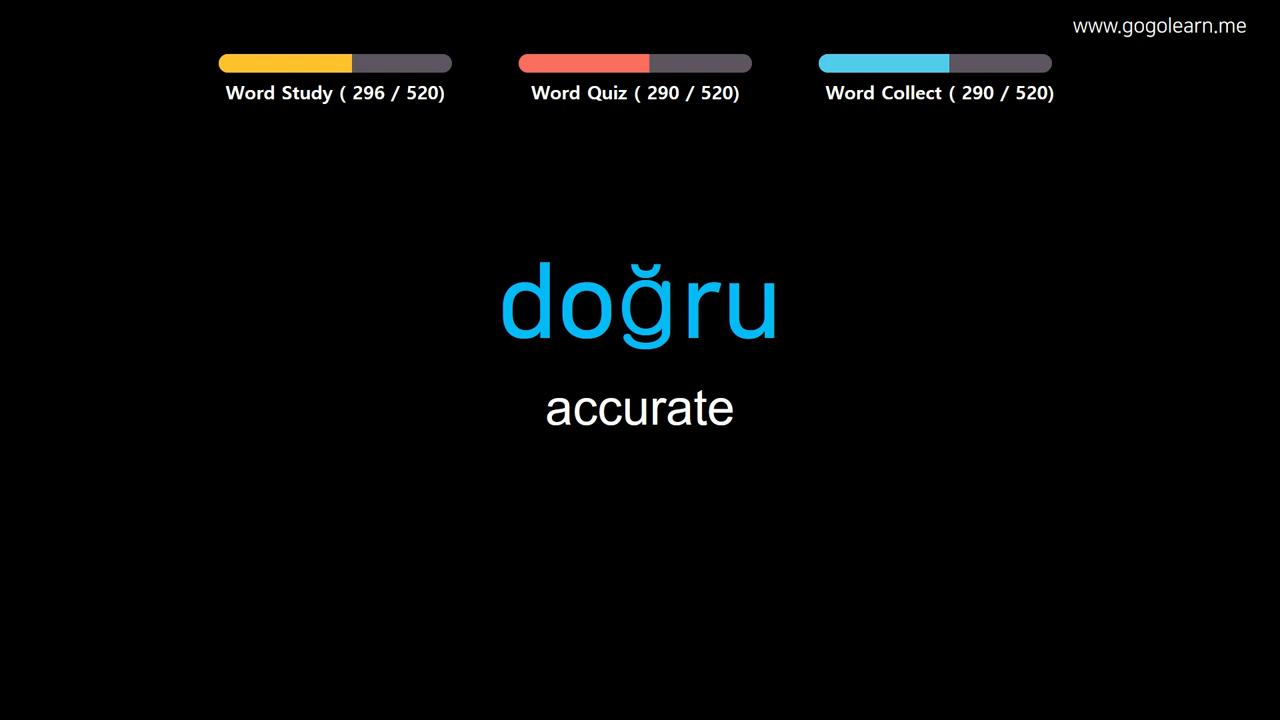 www.gogolearn.me
Word Study ( 296 / 520)
Word Quiz ( 290 / 520)
Word Collect ( 290 / 520)
doğru
accurate